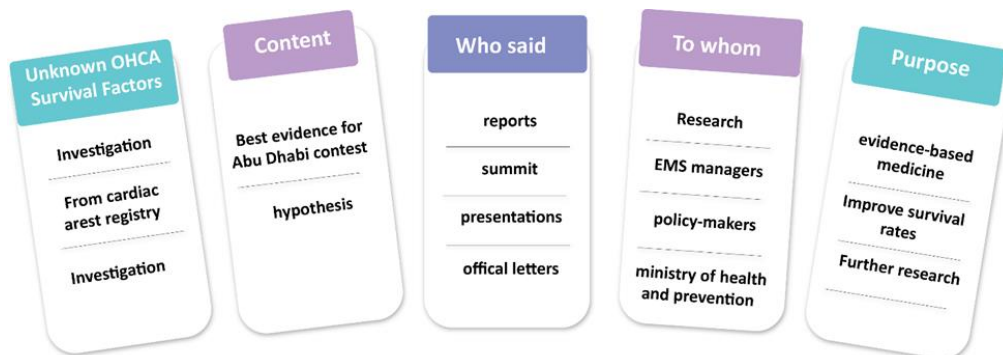 Unknown OHCA
Survival Factors
Investigation
From cardiac
arest registry
Investigation
Content
Best evidence for
Abu Dhabi contest
hypothesis
Who said
reports
summit
presentations
offical letters
To whom
Research
EMS managers
policy-makers
ministry of health
and prevention
Purpose
evidence-based
medicine
Improve survival
rates
Further research